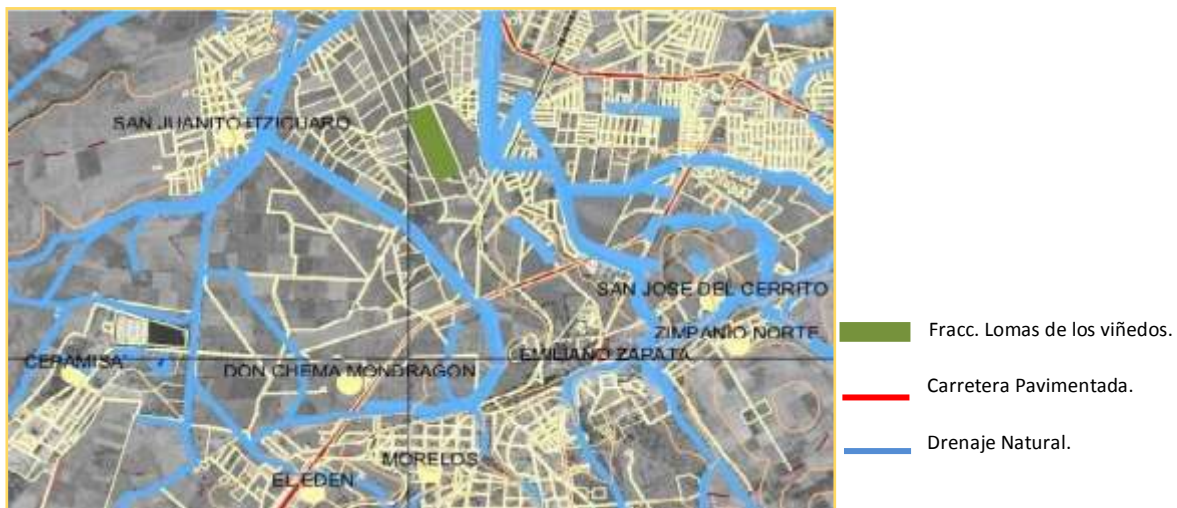 SAN JUANITO ITZICUARO
SAN JOSE DEL CERRITO
ZIMPANIO NORTE
EMILIANO ZAPATA
CERAMISA
DON CHEMA MONDRAGON
MORELOS
EL EDEN
Fracc. Lomas de los viñedos.
Carretera Pavimentada.
Drenaje Natural.